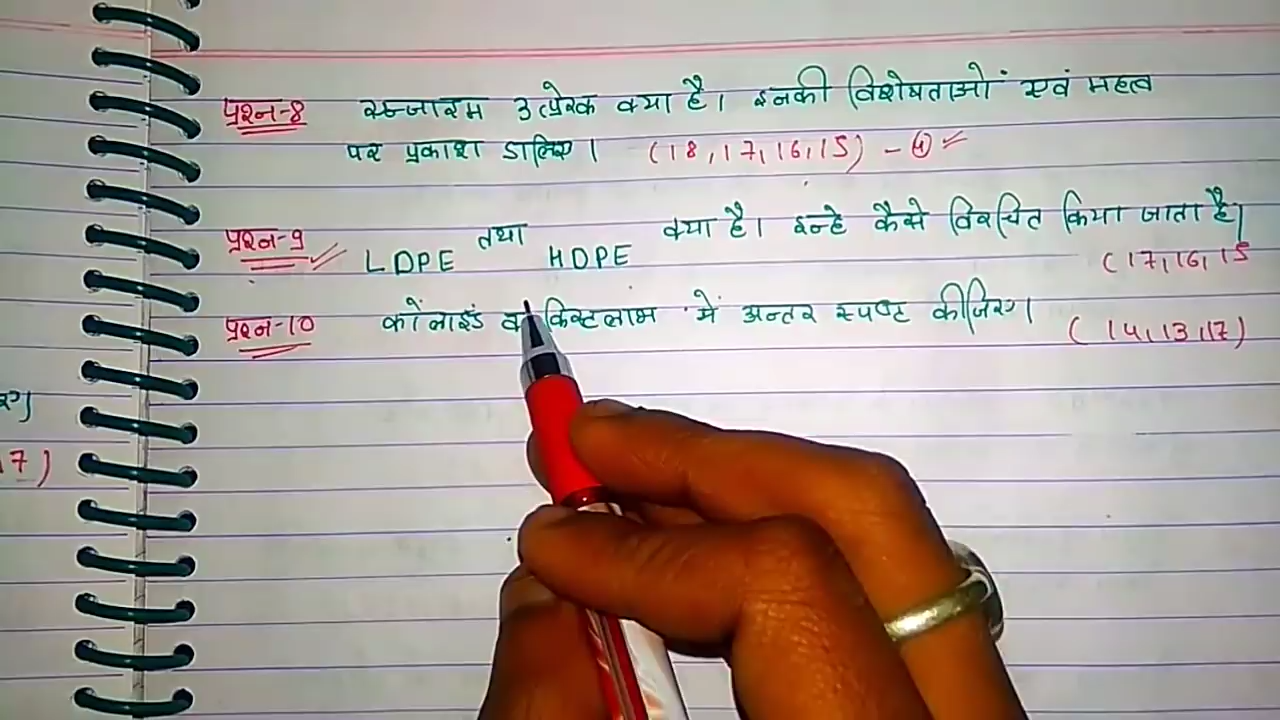 प्रश्न-8 एन्जाइम उत्प्रेरक क्या है। इनकी विशेषताओं एवं महत्व
पर प्रकाश डालिए। (18,17,16,15) - ④
प्रश्न-9 LDPE तथा HDPE क्या है। इन्हे कैसे विरचित किया जाता है।
(17,16,15
प्रश्न-10 कोलाइड व क्रिस्टलाभ में अन्तर स्पष्ट कीजिए। (14,13,17)
7)